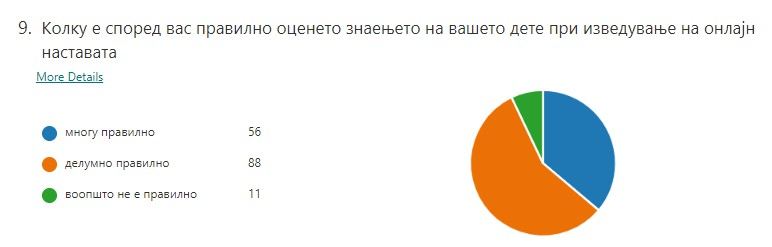 9. Колку е според вас правилно оценето знаењето на вашето дете при изведување на онлајн
наставата
More Details
многу правилно 56
делумно правилно 88
воопшто не е правилно 11